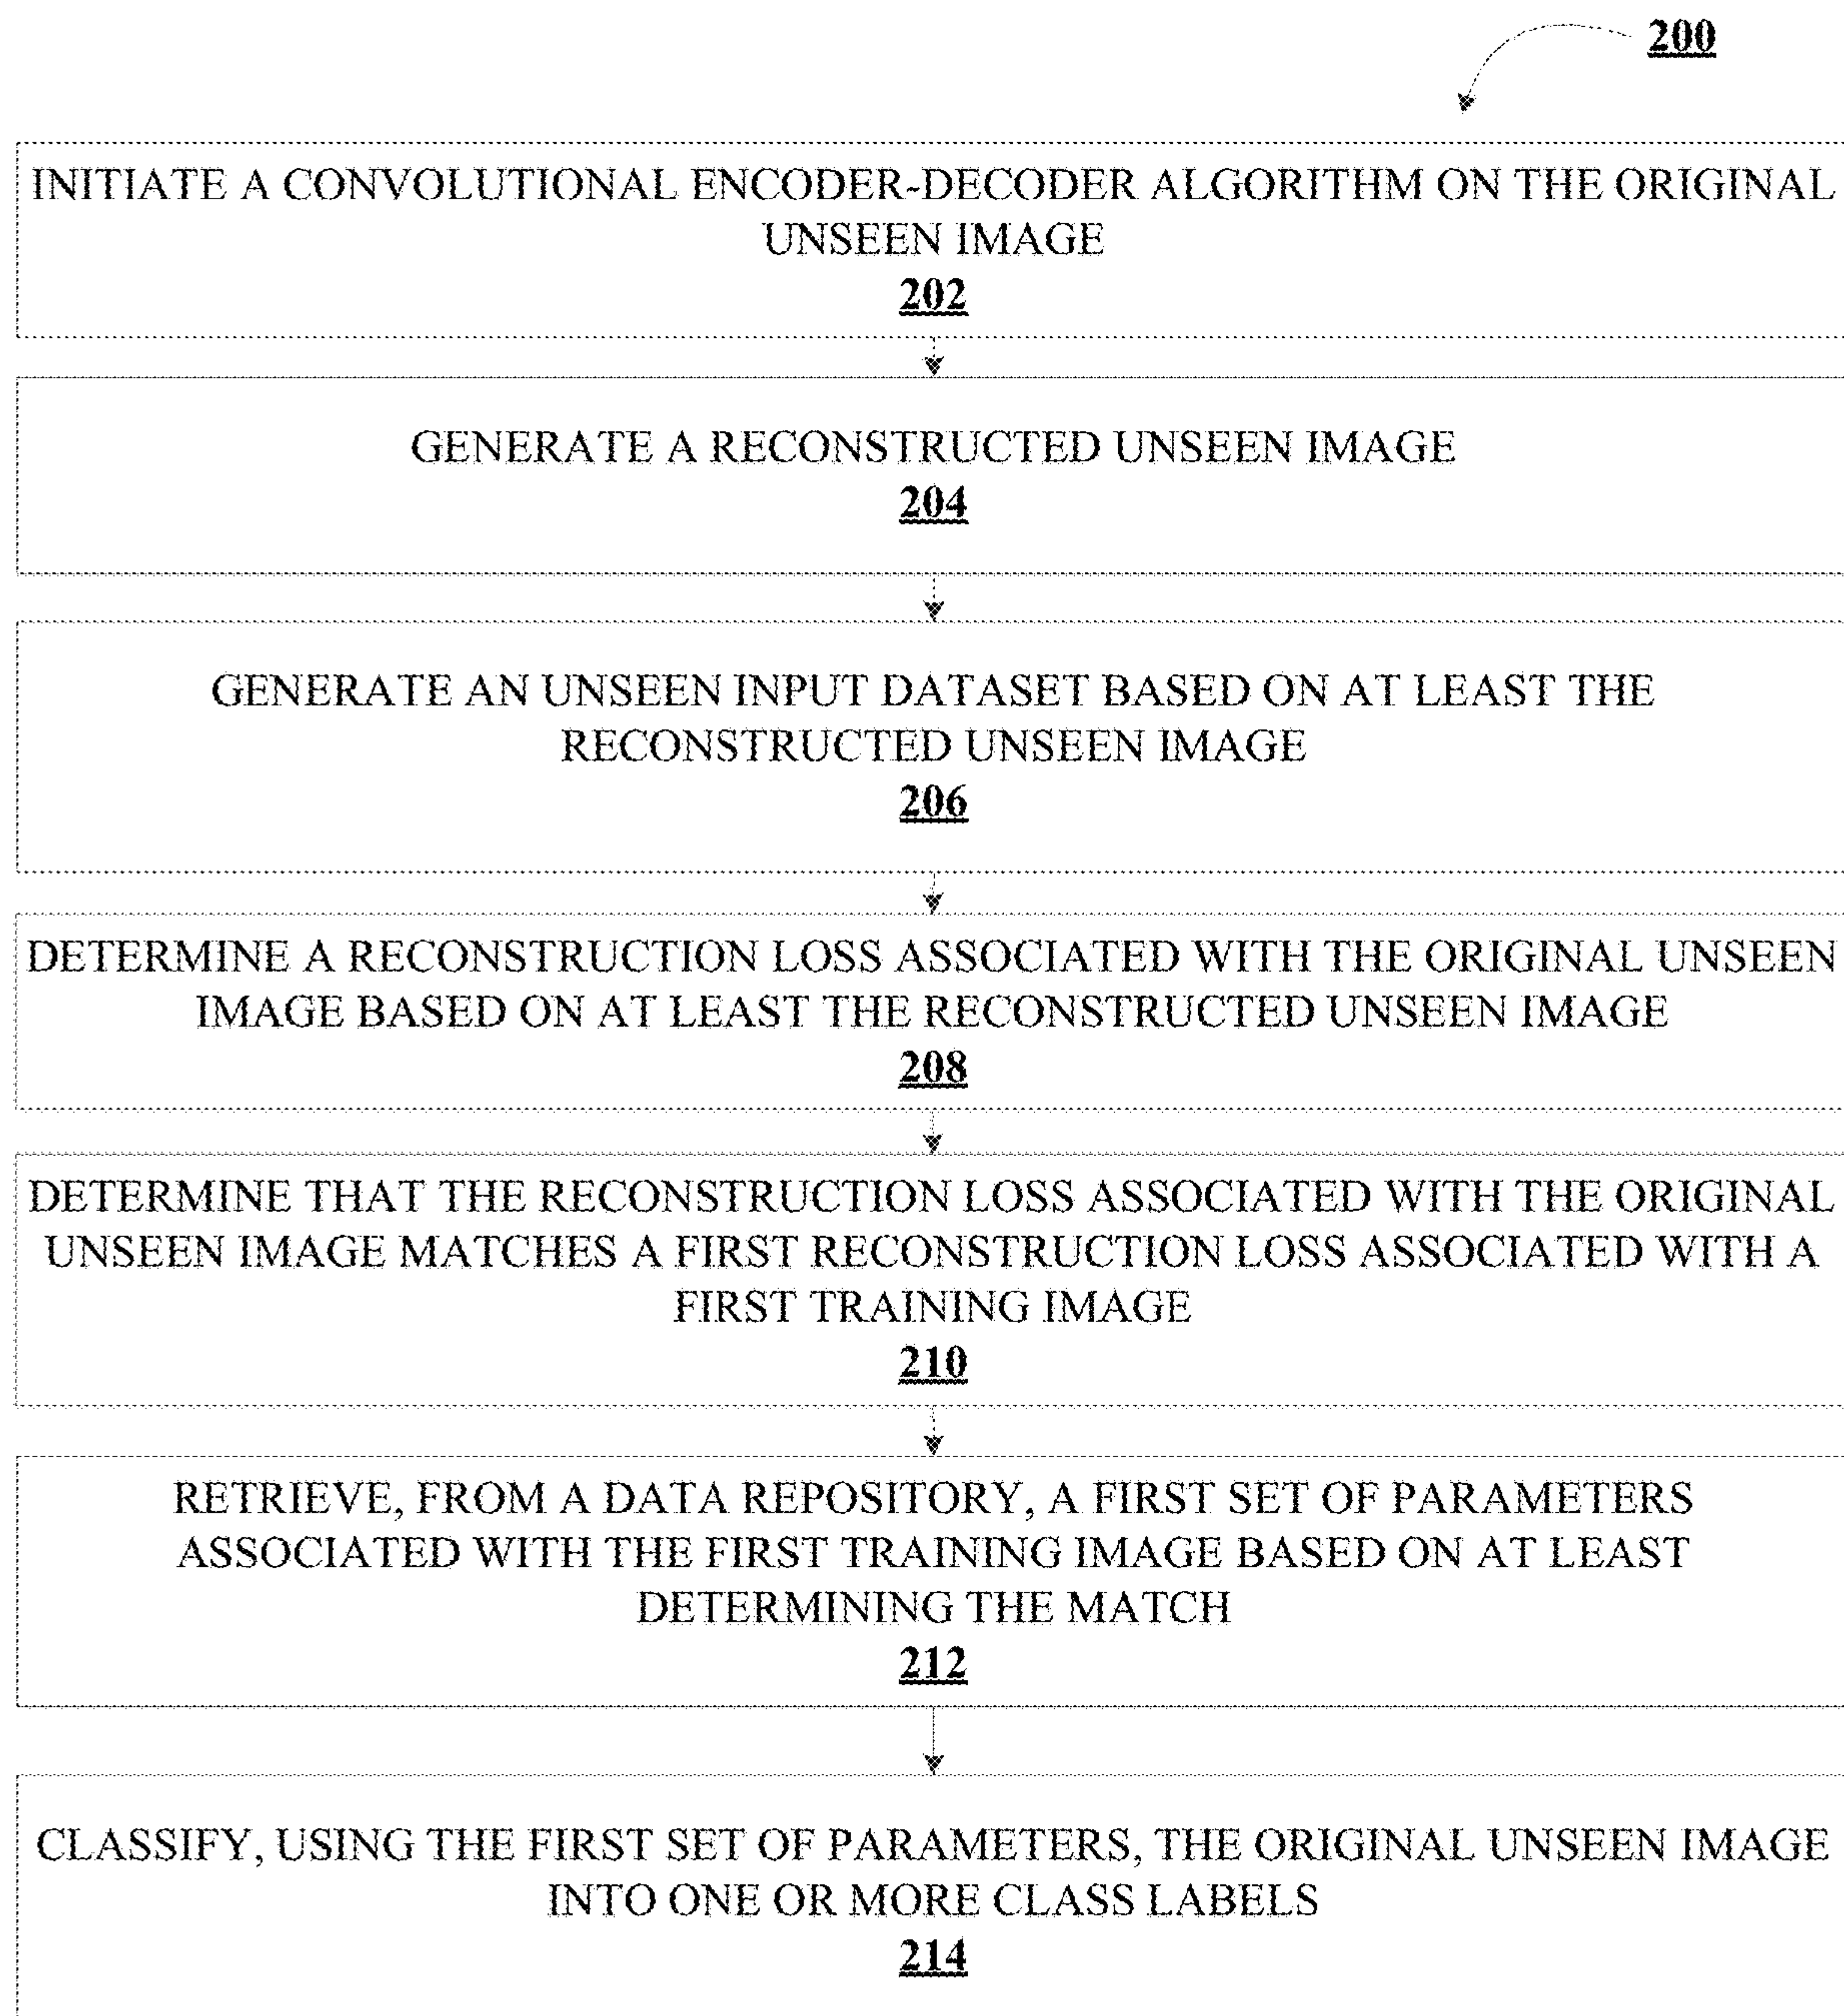 200
INITIATE A CONVOLUTIONAL ENCODER-DECODER ALGORITHM ON THE ORIGINAL
UNSEEN IMAGE
202
GENERATE A RECONSTRUCTED UNSEEN IMAGE
204
GENERATE AN UNSEEN INPUT DATASET BASED ON AT LEAST THE
RECONSTRUCTED UNSEEN IMAGE
206
DETERMINE A RECONSTRUCTION LOSS ASSOCIATED WITH THE ORIGINAL UNSEEN
IMAGE BASED ON AT LEAST THE RECONSTRUCTED UNSEEN IMAGE
208
DETERMINE THAT THE RECONSTRUCTION LOSS ASSOCIATED WITH THE ORIGINAL
UNSEEN IMAGE MATCHES A FIRST RECONSTRUCTION LOSS ASSOCIATED WITH A
FIRST TRAINING IMAGE
210
RETRIEVE, FROM A DATA REPOSITORY, A FIRST SET OF PARAMETERS
ASSOCIATED WITH THE FIRST TRAINING IMAGE BASED ON AT LEAST
DETERMINING THE MATCH
212
CLASSIFY, USING THE FIRST SET OF PARAMETERS, THE ORIGINAL UNSEEN IMAGE
INTO ONE OR MORE CLASS LABELS
214